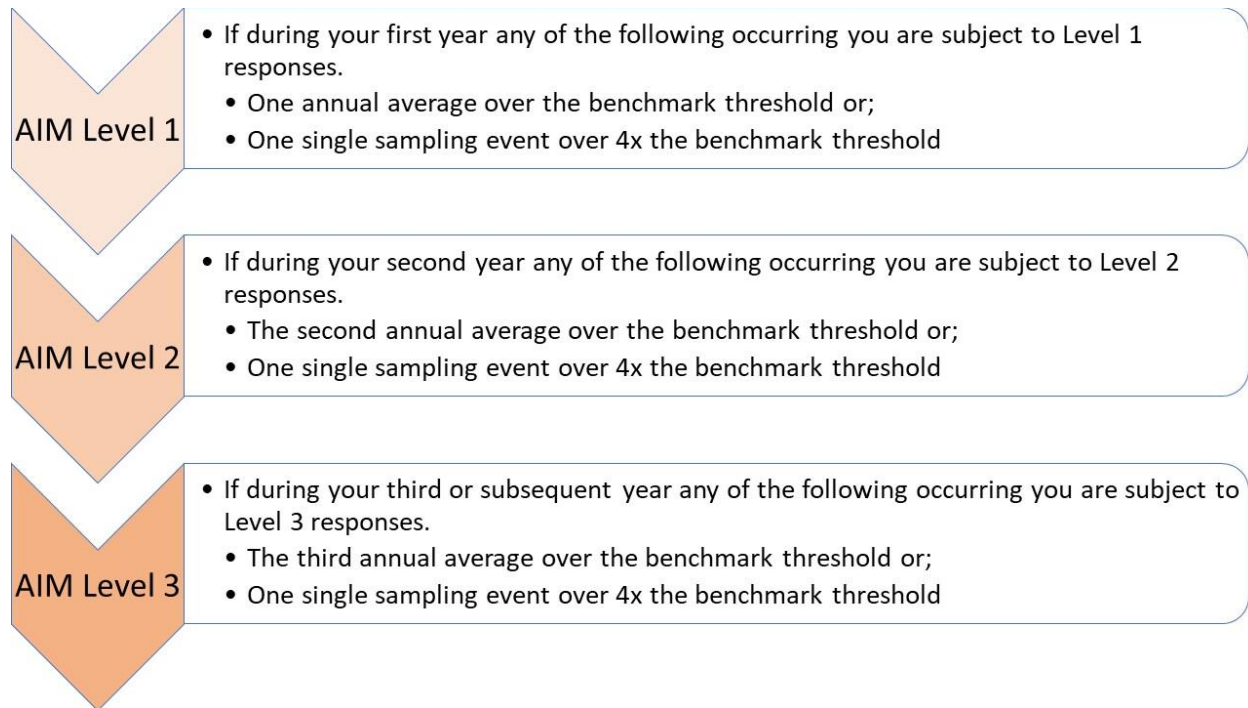 AIM Level 1
• If during your first year any of the following occurring you are subject to Level 1
responses.
• One annual average over the benchmark threshold or;
• One single sampling event over 4x the benchmark threshold
AIM Level 2
• If during your second year any of the following occurring you are subject to Level 2
responses.
• The second annual average over the benchmark threshold or;
• One single sampling event over 4x the benchmark threshold
AIM Level 3
• If during your third or subsequent year any of the following occurring you are subject to
Level 3 responses.
• The third annual average over the benchmark threshold or;
• One single sampling event over 4x the benchmark threshold